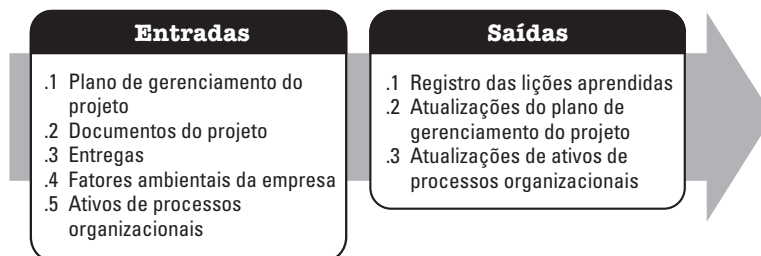 Entradas
.1 Plano de gerenciamento do
projeto
.2 Documentos do projeto
.3 Entregas
.4 Fatores ambientais da empresa
.5 Ativos de processos
organizacionais
Saídas
.1 Registro das lições aprendidas
.2 Atualizações do plano de
gerenciamento do projeto
.3 Atualizações de ativos de
processos organizacionais